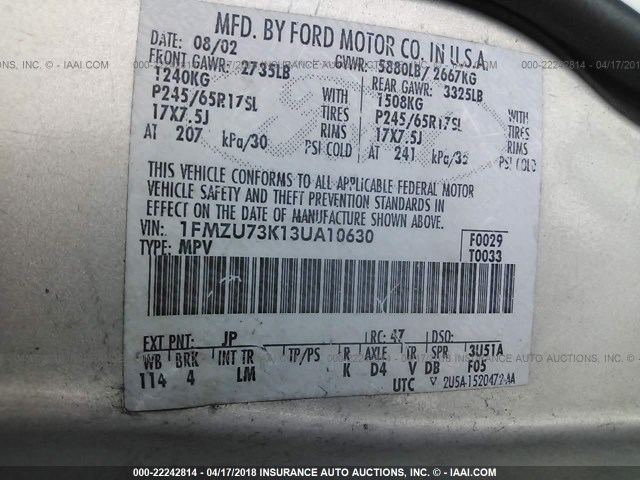 MFD. BY FORD MOTOR CO. IN U.S.A.
DATE: 08/02 GVWR: 5880LB/ 2667KG
FRONT GAWR: 2735LB REAR GAWR: 3325LB
1240KG WITH 1508KG WITH
P245/65R17SL TIRES P245/65R17SL TIRES
17X7.5J RIMS 17X7.5J RIMS
AT 207 kPa/30 PSI COLD AT 241 kPa/35 PSI COLD
THIS VEHICLE CONFORMS TO ALL APPLICABLE FEDERAL MOTOR
VEHICLE SAFETY AND THEFT PREVENTION STANDARDS IN
EFFECT ON THE DATE OF MANUFACTURE SHOWN ABOVE.
VIN: 1FMZU73K13UA10630 F0029
TYPE: MPV T0033
EXT PNT: JP RC: 47 DSO:
WB BRK INT TR TP/PS R AXLE TR SPR 3U51A
114 4 LM K D4 V DB F05
UTC ▽ 2U5A-1520472-AA
000-22242814 - 04/17/2018 - INSURANCE AUTO AUCTIONS - IAAI.COM